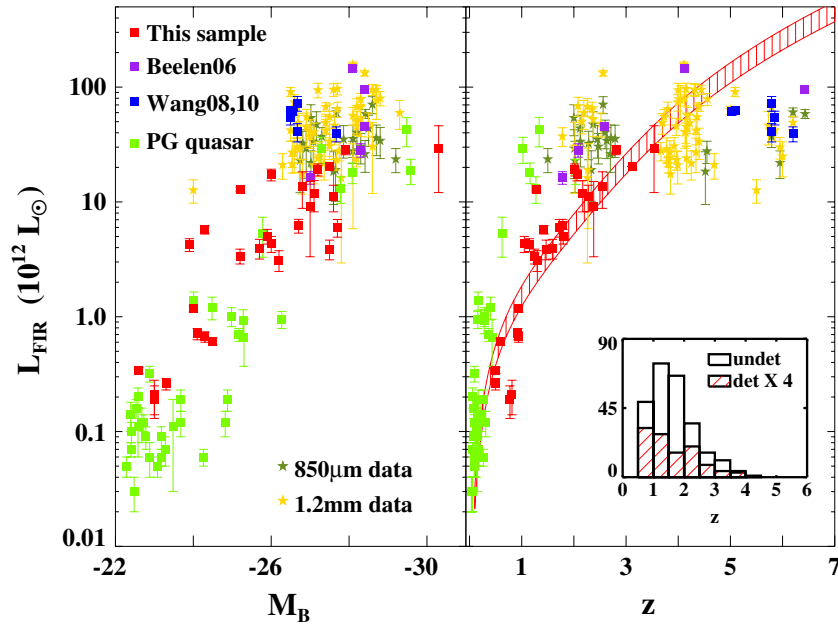 This sample
Beelen06
Wang08,10
PG quasar
850μm data
1.2mm data
L_FIR (10^12 L_⊙)
100
10
1.0
0.1
0.01
-22
-26
-30
M_B
1
3
5
7
z
undet
det X 4
90
45
0
0
1
2
3
4
5
6
z